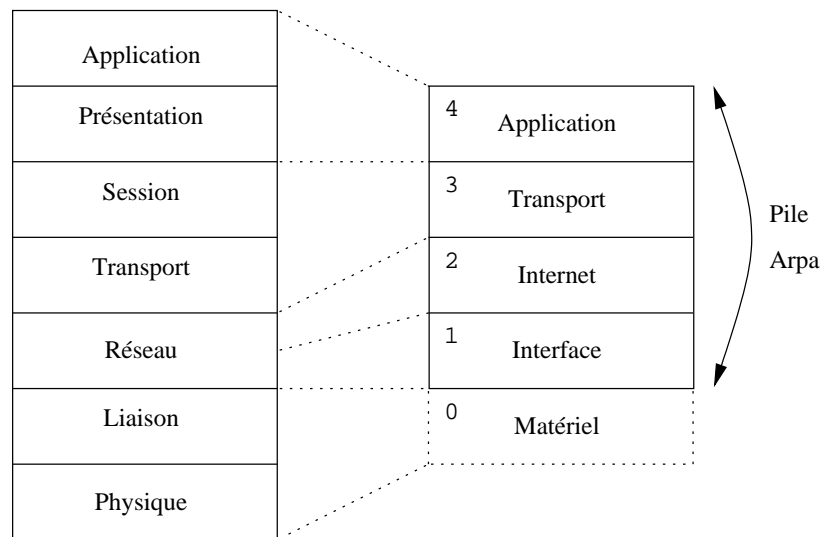 Application
Présentation
Session
Transport
Réseau
Liaison
Physique
4
Application
3
Transport
2
Internet
1
Interface
0
Matériel
Pile
Arpa